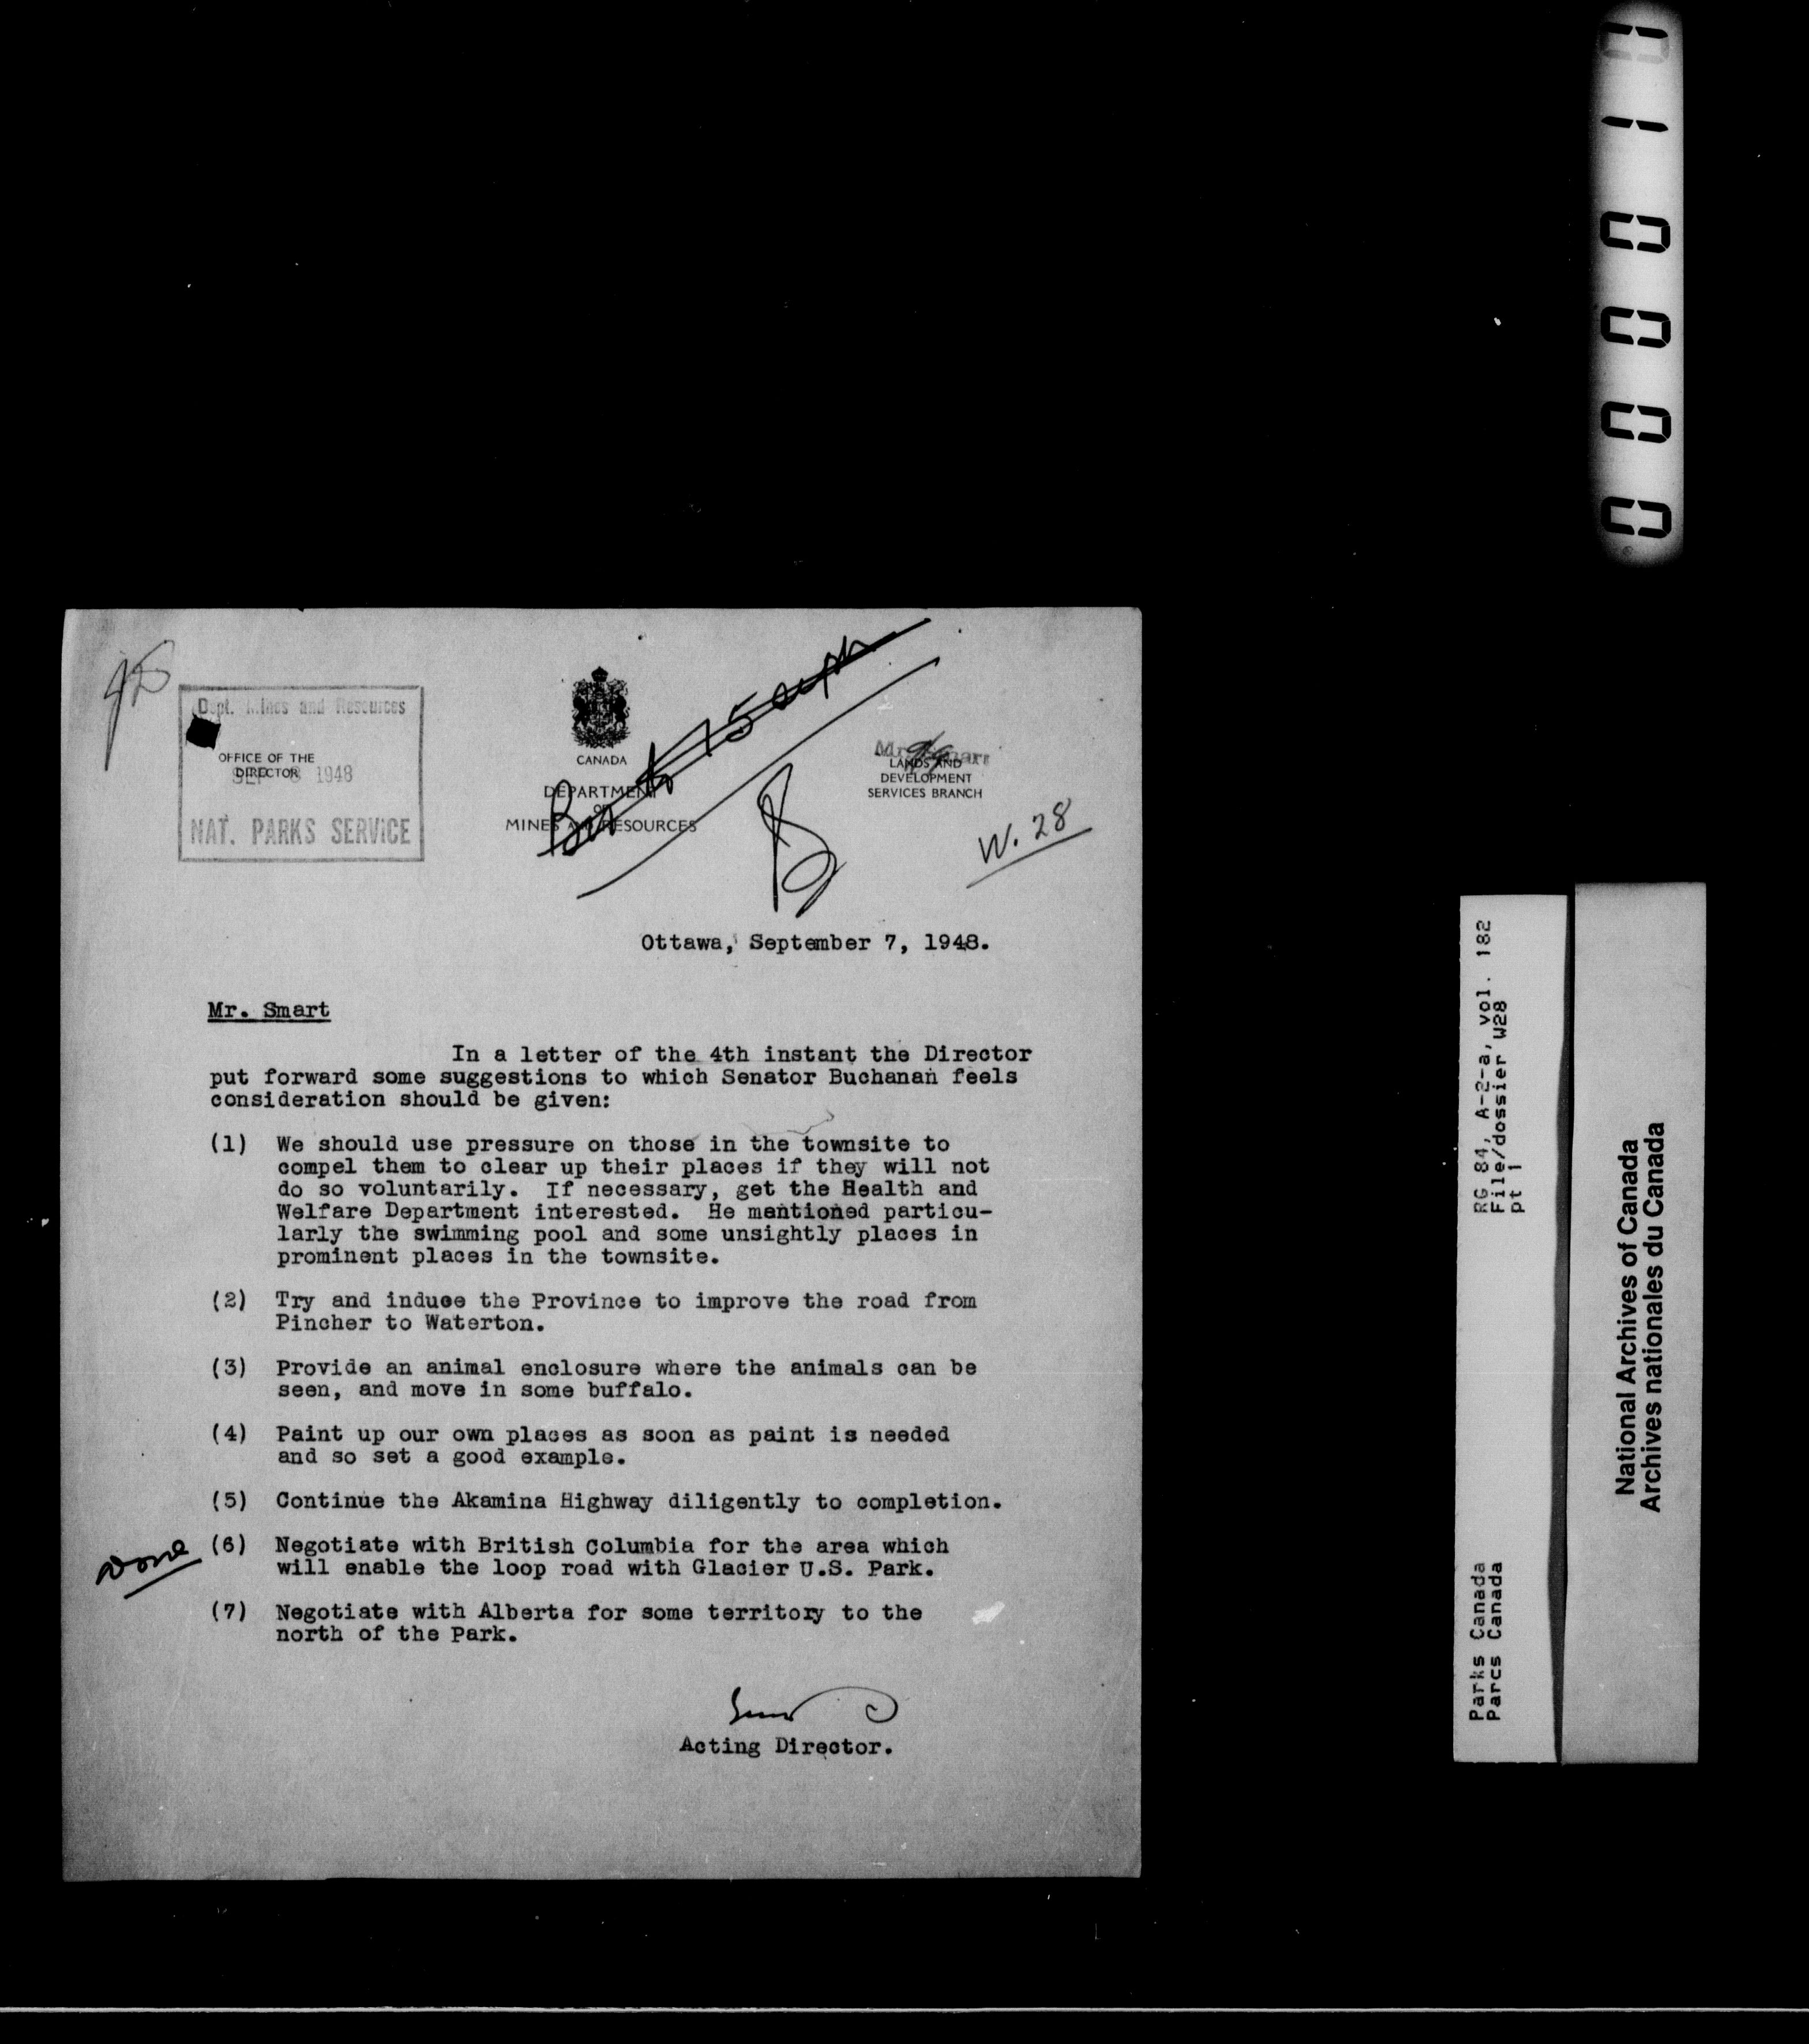 Dept. Mines and Resources
OFFICE OF THE
DIRECTOR
SEP 8 1948
NAT. PARKS SERVICE
CANADA
DEPARTMENT
OF
MINES AND RESOURCES
Mr. Smart
LANDS AND
DEVELOPMENT
SERVICES BRANCH
W. 28
Ottawa, September 7, 1948.
Mr. Smart
In a letter of the 4th instant the Director
put forward some suggestions to which Senator Buchanan feels
consideration should be given:
(1) We should use pressure on those in the townsite to
compel them to clear up their places if they will not
do so voluntarily. If necessary, get the Health and
Welfare Department interested. He mentioned particu-
larly the swimming pool and some unsightly places in
prominent places in the townsite.
(2) Try and induce the Province to improve the road from
Pincher to Waterton.
(3) Provide an animal enclosure where the animals can be
seen, and move in some buffalo.
(4) Paint up our own places as soon as paint is needed
and so set a good example.
(5) Continue the Akamina Highway diligently to completion.
Done (6) Negotiate with British Columbia for the area which
will enable the loop road with Glacier U.S. Park.
(7) Negotiate with Alberta for some territory to the
north of the Park.
Acting Director.
RG 84, A-2-a, vol. 182
File/dossier W28
pt 1
Parks Canada
Parcs Canada
National Archives of Canada
Archives nationales du Canada